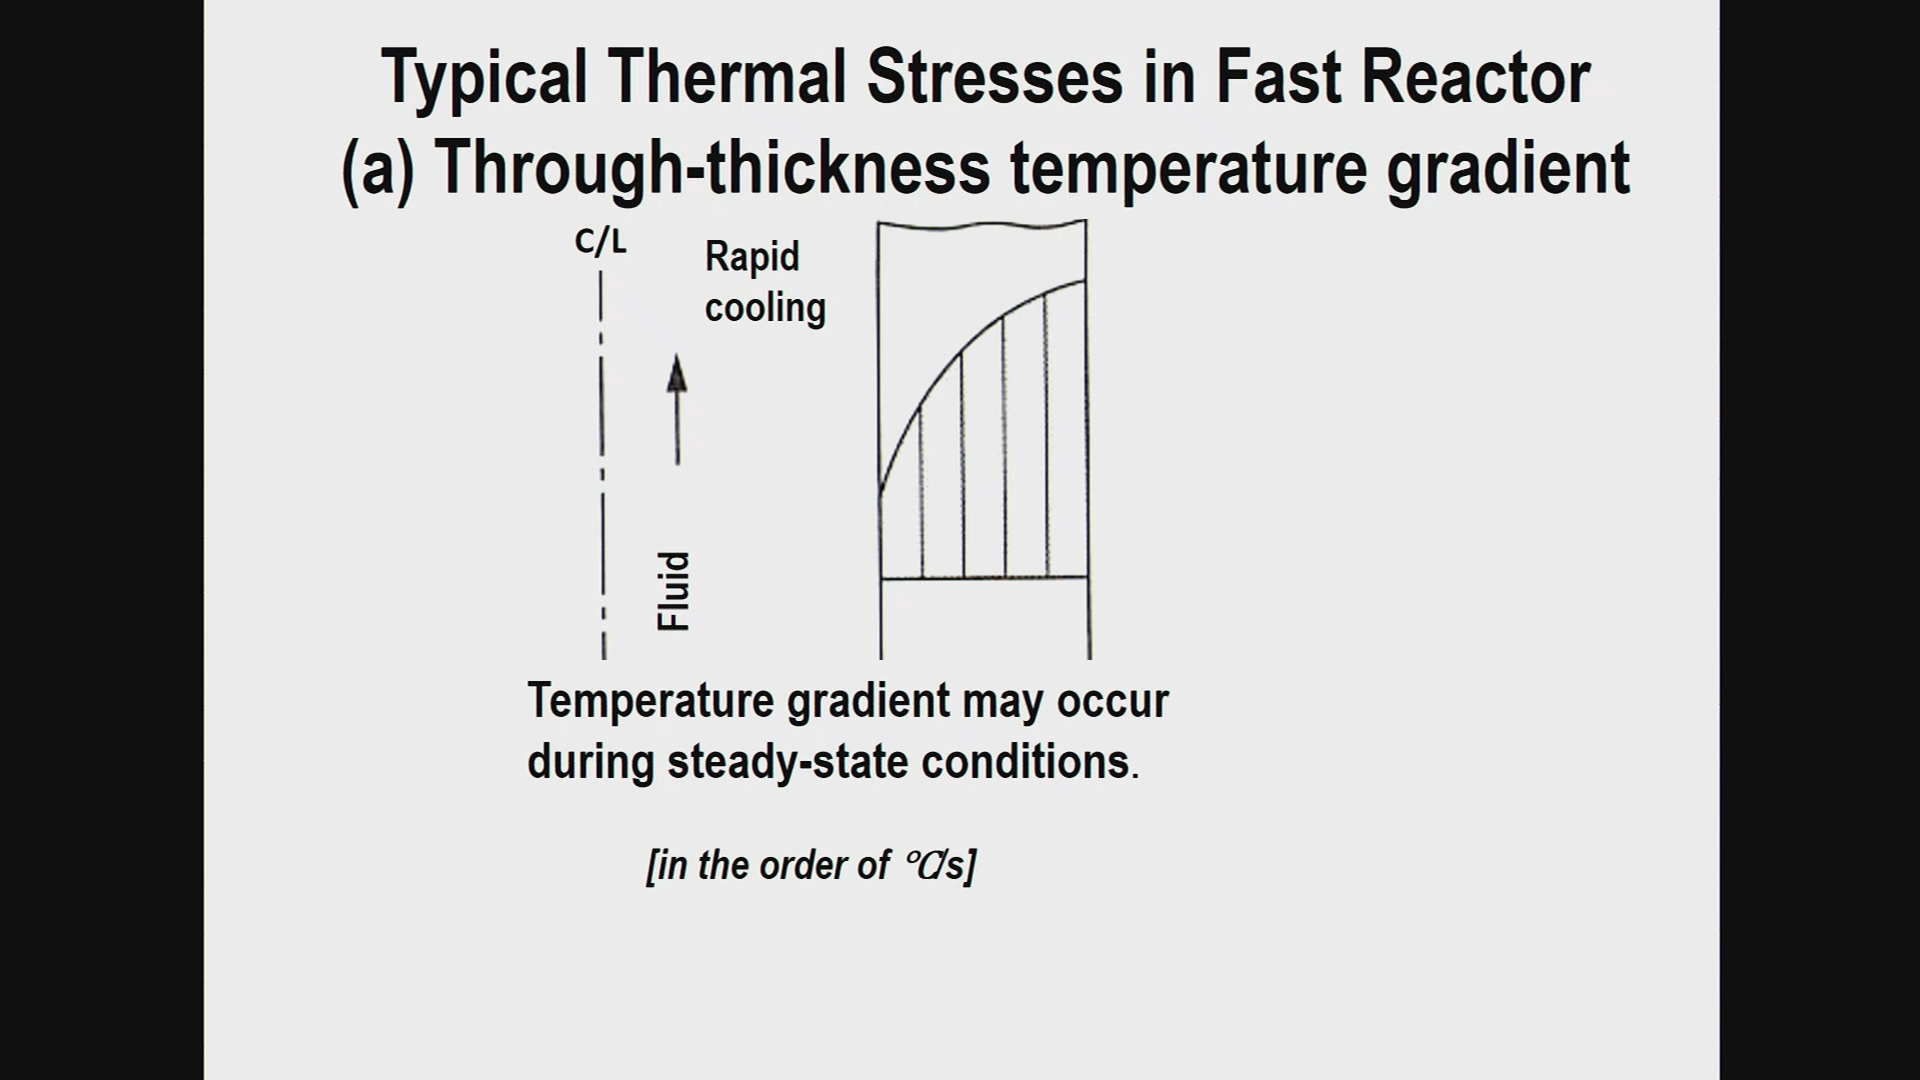 Typical Thermal Stresses in Fast Reactor
(a) Through-thickness temperature gradient
C/L
Rapid
cooling
Fluid
Temperature gradient may occur
during steady-state conditions.
[in the order of °C/s]